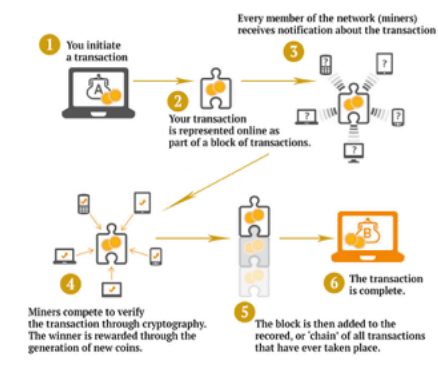 1
You initiate
a transaction
A
2
Your transaction
is represented online as
part of a block of transactions.
Every member of the network (miners)
receives notification about the transaction
3
?
?
?
?
?
4
Miners compete to verify
the transaction through cryptography.
The winner is rewarded through the
generation of new coins.
5
The block is then added to the
recored, or 'chain' of all transactions
that have ever taken place.
B
6
The transaction
is complete.